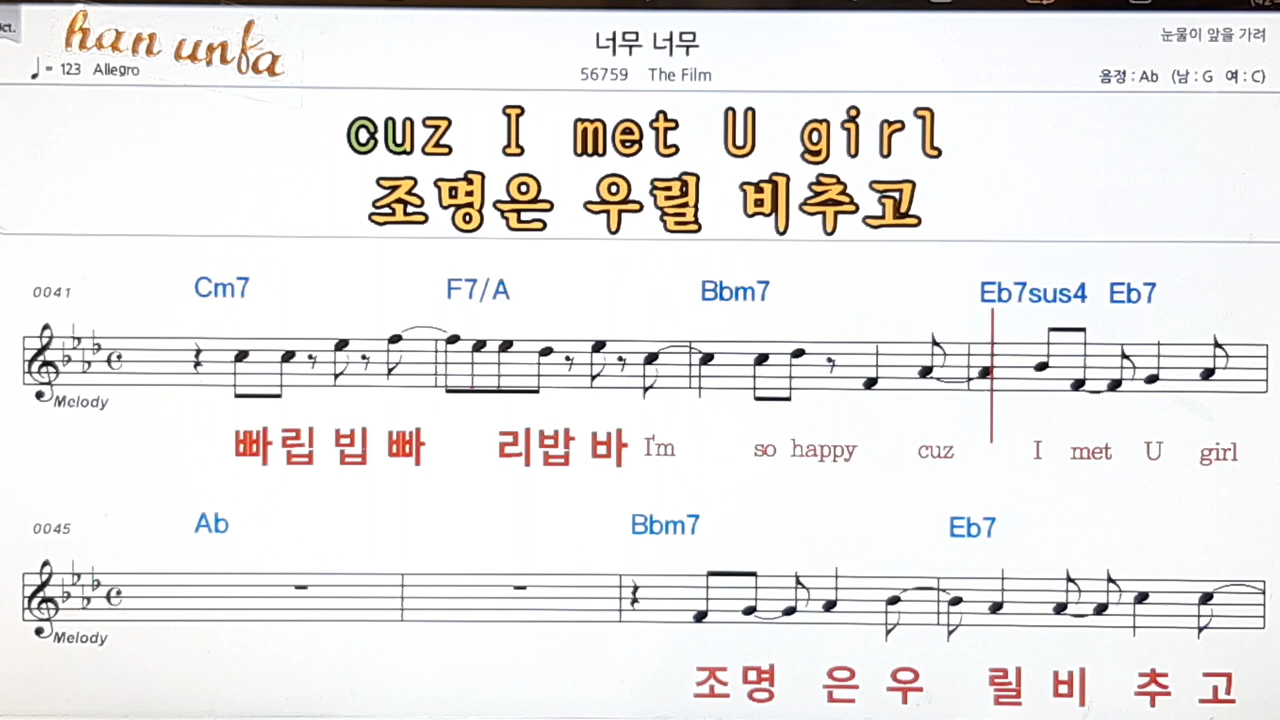 han unfa
♩= 123 Allegro
너무 너무
56759 The Film
눈물이 앞을 가려
음정 : Ab (남 : G 여 : C)
cuz I met U girl
조명은 우릴 비추고
0041 Cm7 F7/A Bbm7 Eb7sus4 Eb7
Melody
빠립 빕 빠 리밥 바 I'm so happy cuz I met U girl
0045 Ab Bbm7 Eb7
Melody
조명 은 우 릴 비 추 고